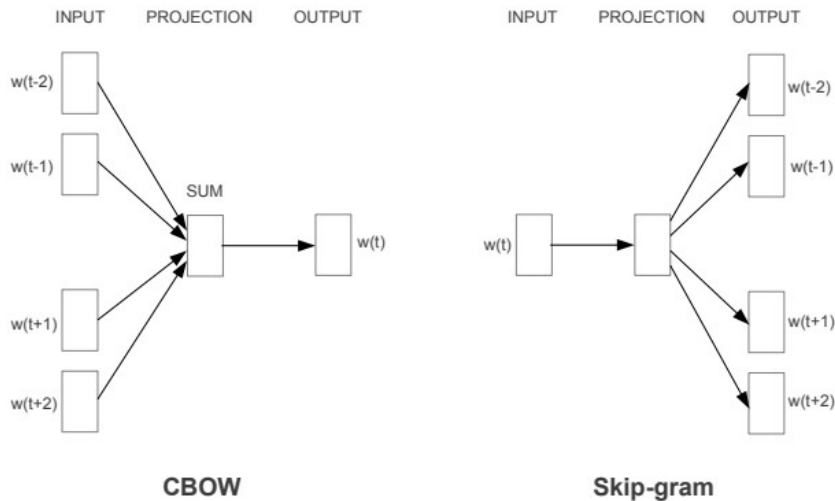 INPUT PROJECTION OUTPUT
w(t-2)
w(t-1)
SUM
w(t)
w(t+1)
w(t+2)
CBOW
INPUT PROJECTION OUTPUT
w(t-2)
w(t-1)
w(t)
w(t+1)
w(t+2)
Skip-gram